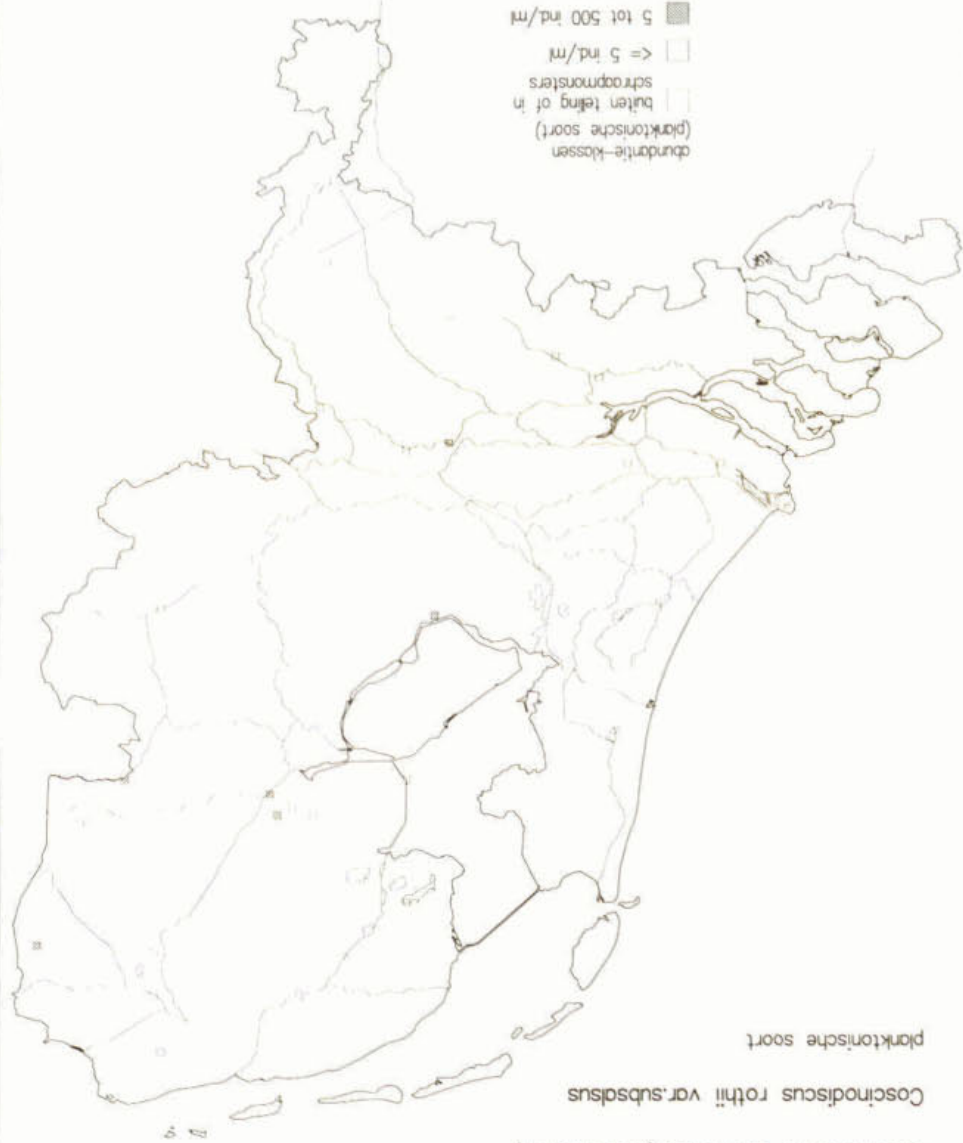 Coscinodiscus rothii var.subsalsus
planktonische soort
abundantie-klassen
(planktonische soort)
buiten telling of in
schraapmonsters
<= 5 ind./ml
5 tot 500 ind./ml